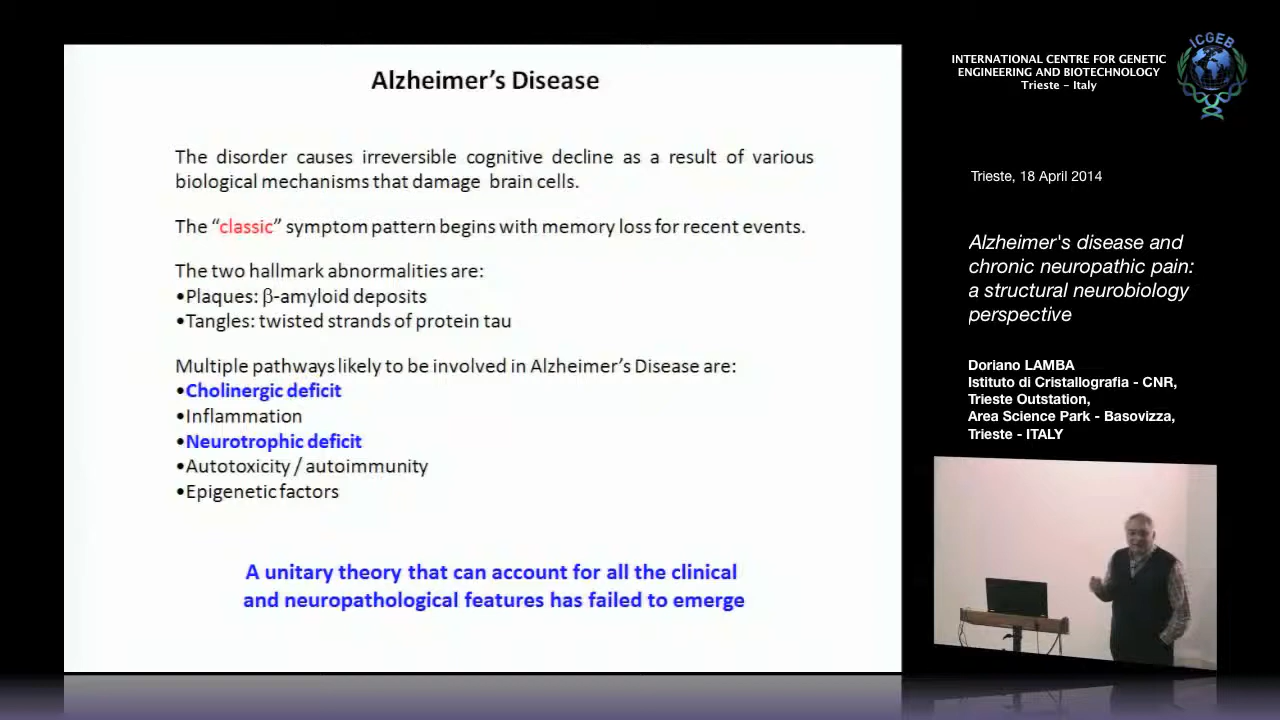 Alzheimer's Disease
The disorder causes irreversible cognitive decline as a result of various
biological mechanisms that damage brain cells.
The “classic” symptom pattern begins with memory loss for recent events.
The two hallmark abnormalities are:
•Plaques: β-amyloid deposits
•Tangles: twisted strands of protein tau
Multiple pathways likely to be involved in Alzheimer's Disease are:
•Cholinergic deficit
•Inflammation
•Neurotrophic deficit
•Autotoxicity / autoimmunity
•Epigenetic factors
A unitary theory that can account for all the clinical
and neuropathological features has failed to emerge
INTERNATIONAL CENTRE FOR GENETIC
ENGINEERING AND BIOTECHNOLOGY
Trieste – Italy
ICGEB
Trieste, 18 April 2014
Alzheimer's disease and
chronic neuropathic pain:
a structural neurobiology
perspective
Doriano LAMBA
Istituto di Cristallografia - CNR,
Trieste Outstation,
Area Science Park - Basovizza,
Trieste - ITALY